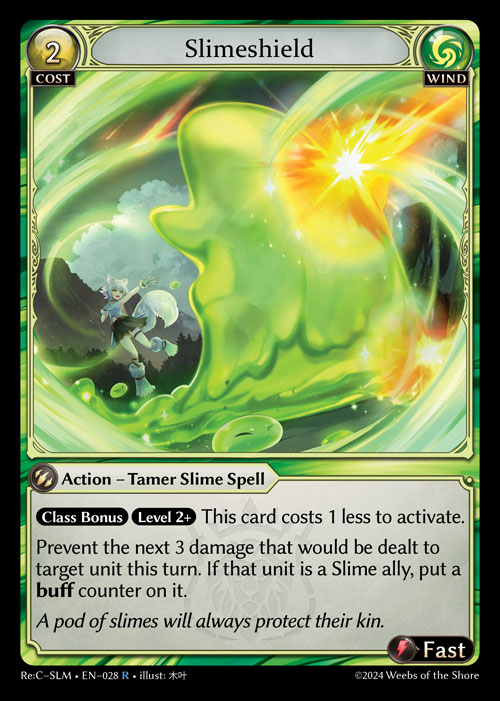 2
Slimeshield
COST
WIND
Action – Tamer Slime Spell
Class Bonus Level 2+ This card costs 1 less to activate.
Prevent the next 3 damage that would be dealt to
target unit this turn. If that unit is a Slime ally, put a
buff counter on it.
A pod of slimes will always protect their kin.
Fast
Re:C–SLM • EN–028 R • illust: 木叶
©2024 Weebs of the Shore